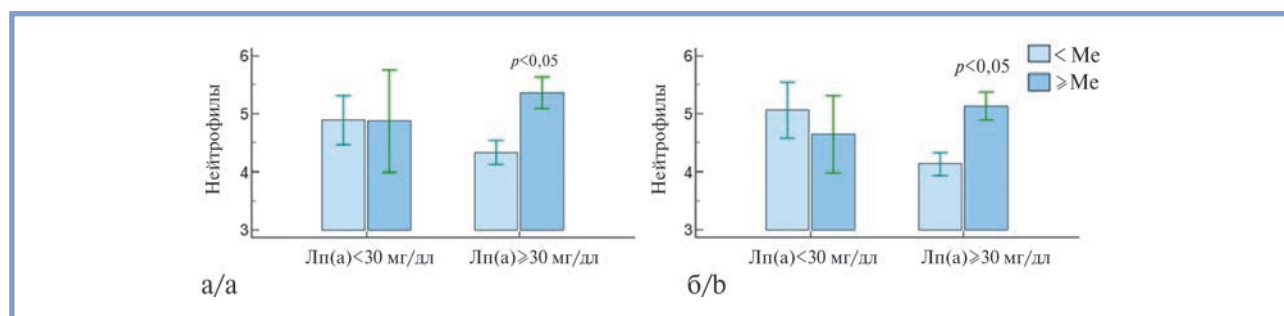 6
5
4
3
Нейтрофилы
p<0,05
Лп(а)<30 мг/дл
Лп(а)⩾30 мг/дл
а/a
6
5
4
3
Нейтрофилы
p<0,05
< Me
⩾Me
Лп(а)<30 мг/дл
Лп(а)⩾30 мг/дл
б/b